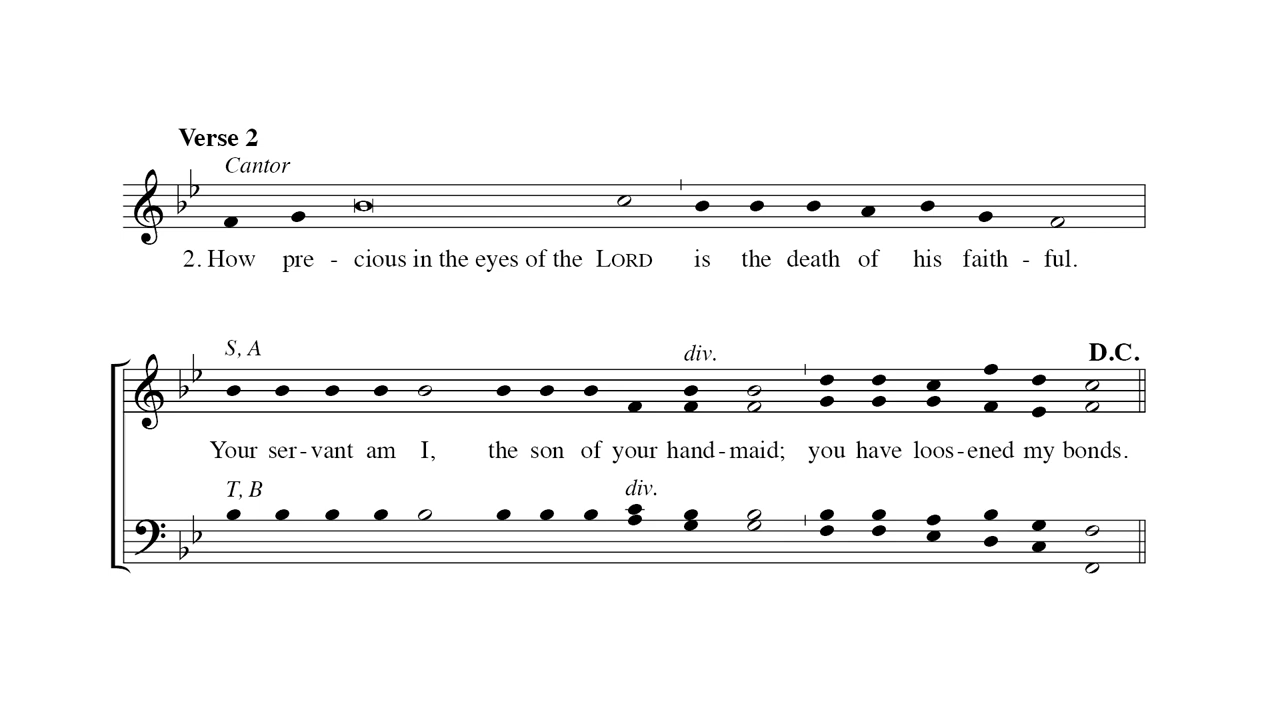 Verse 2
Cantor
2. How pre - cious in the eyes of the LORD is the death of his faith - ful.
S, A div. D.C.
Your ser - vant am I, the son of your hand - maid; you have loos - ened my bonds.
T, B div.